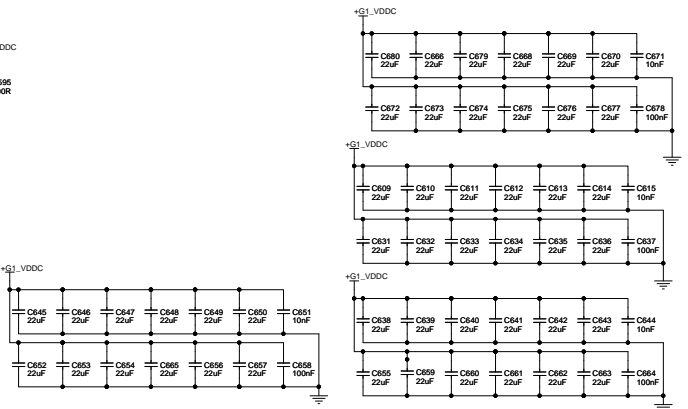 +G1_VDDC
C680 C666 C679 C668 C669 C670 C671
22uF 22uF 22uF 22uF 22uF 22uF 10nF
DDC
695
00R
C672 C673 C674 C675 C676 C677 C678
22uF 22uF 22uF 22uF 22uF 22uF 100nF
+G1_VDDC
C609 C610 C611 C612 C613 C614 C615
22uF 22uF 22uF 22uF 22uF 22uF 10nF
C631 C632 C633 C634 C635 C636 C637
22uF 22uF 22uF 22uF 22uF 22uF 100nF
+G1_VDDC
C638 C639 C640 C641 C642 C643 C644
22uF 22uF 22uF 22uF 22uF 22uF 10nF
C655 C659 C660 C661 C662 C663 C664
22uF 22uF 22uF 22uF 22uF 22uF 100nF
+G1_VDDC
C645 C646 C647 C648 C649 C650 C651
22uF 22uF 22uF 22uF 22uF 22uF 10nF
C652 C653 C654 C665 C656 C657 C658
22uF 22uF 22uF 22uF 22uF 22uF 100nF